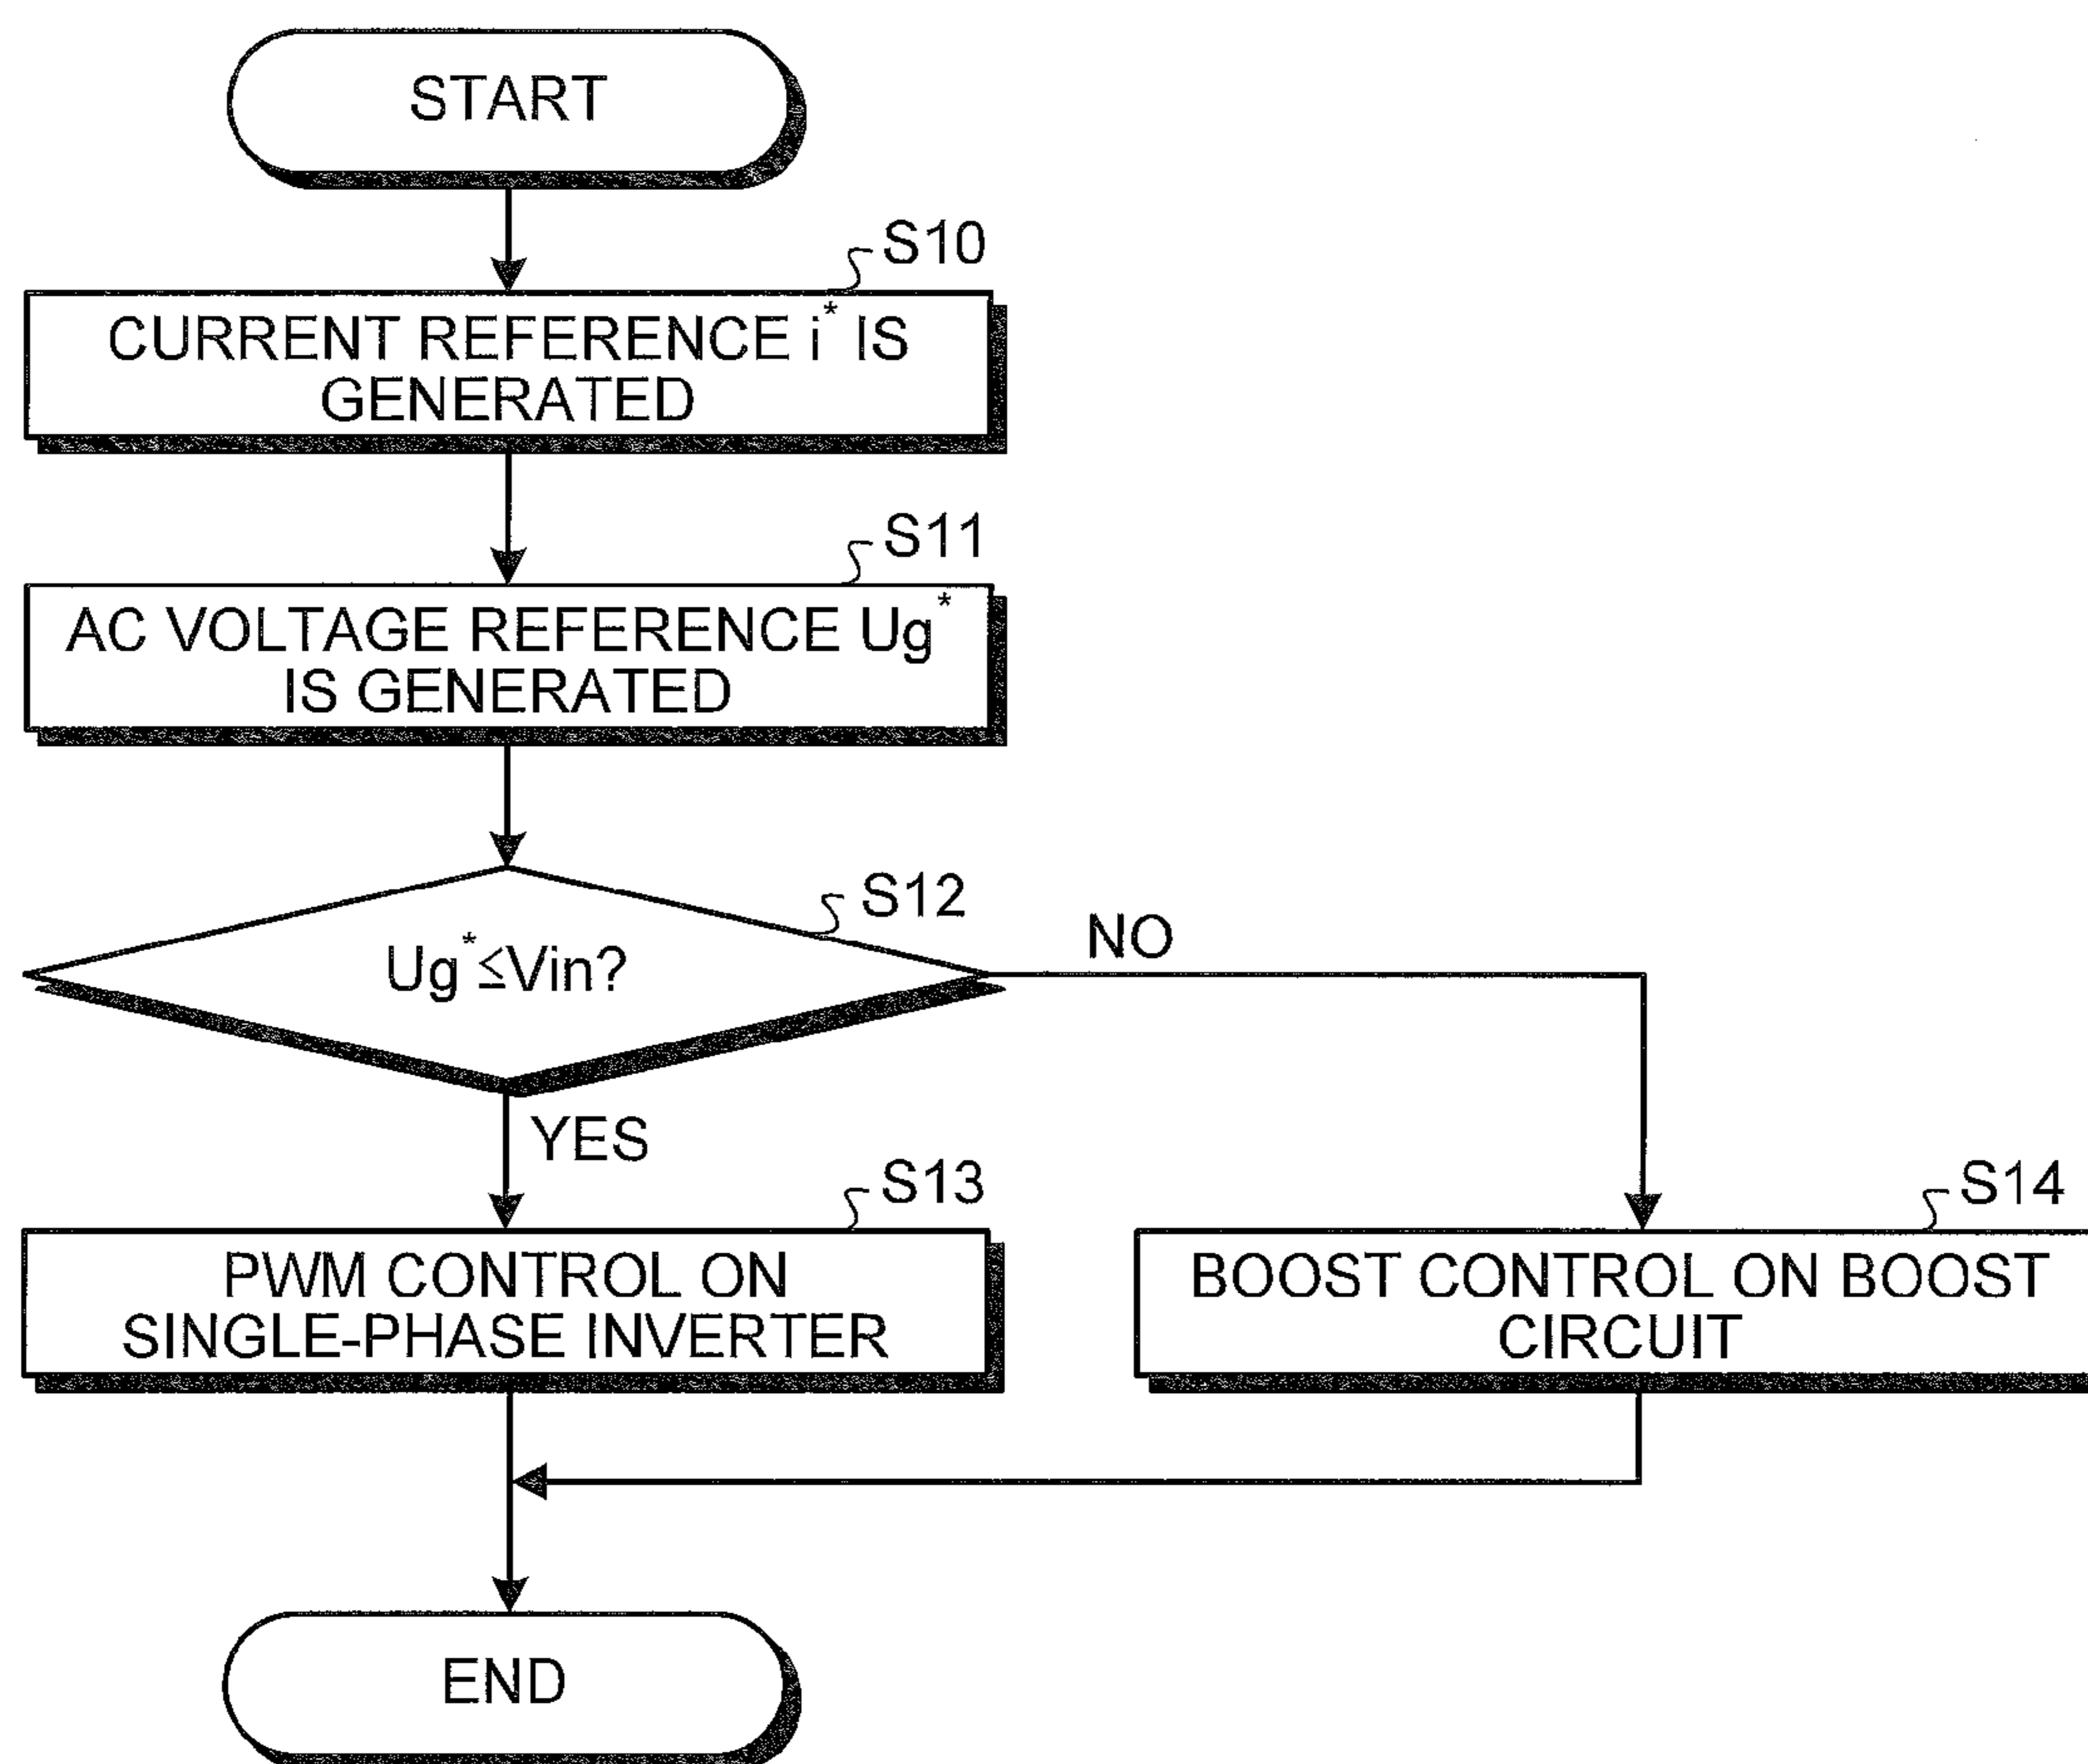 START
S10
CURRENT REFERENCE i* IS
GENERATED
S11
AC VOLTAGE REFERENCE Ug*
IS GENERATED
S12
Ug*≤Vin?
NO
YES
S13
PWM CONTROL ON
SINGLE-PHASE INVERTER
S14
BOOST CONTROL ON BOOST
CIRCUIT
END